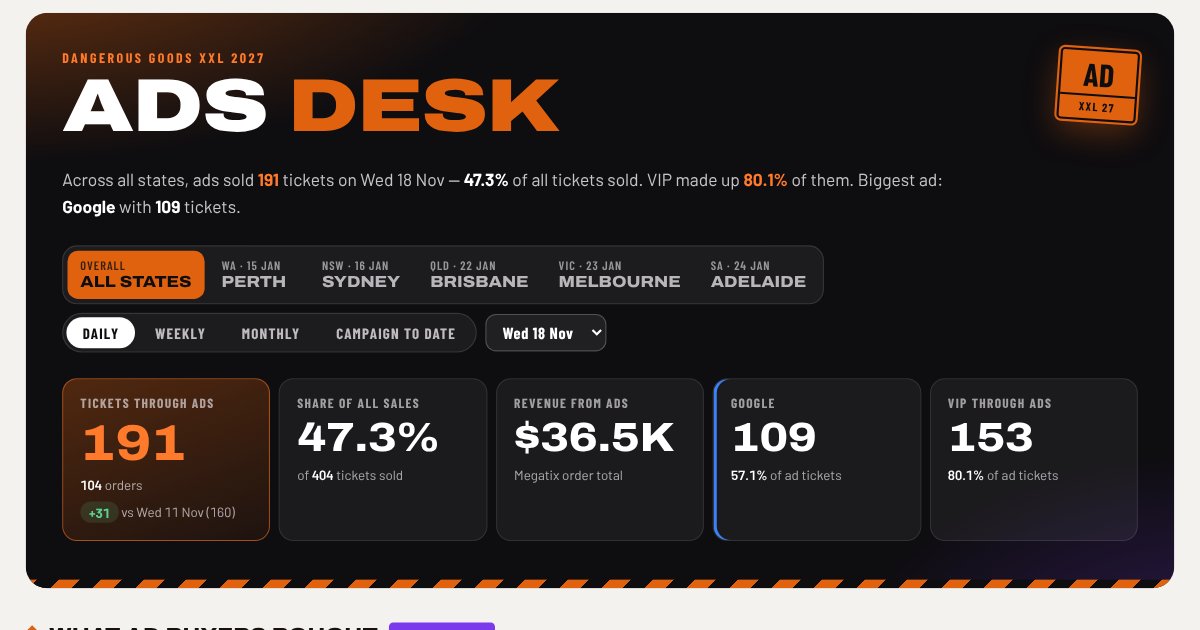 DANGEROUS GOODS XXL 2027
ADS DESK
AD
XXL 27
Across all states, ads sold 191 tickets on Wed 18 Nov — 47.3% of all tickets sold. VIP made up 80.1% of them. Biggest ad:
Google with 109 tickets.
OVERALL
ALL STATES
WA · 15 JAN
PERTH
NSW · 16 JAN
SYDNEY
QLD · 22 JAN
BRISBANE
VIC · 23 JAN
MELBOURNE
SA · 24 JAN
ADELAIDE
DAILY WEEKLY MONTHLY CAMPAIGN TO DATE Wed 18 Nov
TICKETS THROUGH ADS
191
104 orders
+31 vs Wed 11 Nov (160)
SHARE OF ALL SALES
47.3%
of 404 tickets sold
REVENUE FROM ADS
$36.5K
Megatix order total
GOOGLE
109
57.1% of ad tickets
VIP THROUGH ADS
153
80.1% of ad tickets
WHAT AD BUYERS BOUGHT